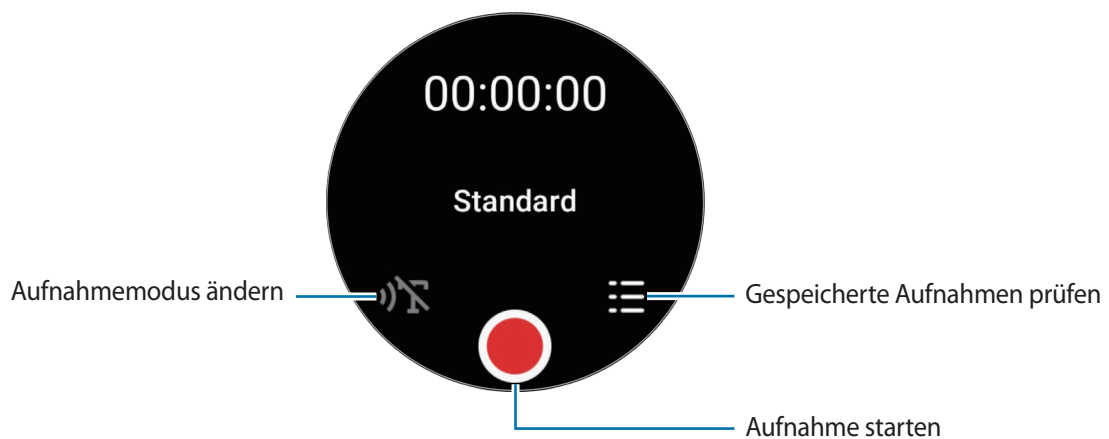 00:00:00
Standard
Aufnahmemodus ändern
Gespeicherte Aufnahmen prüfen
Aufnahme starten